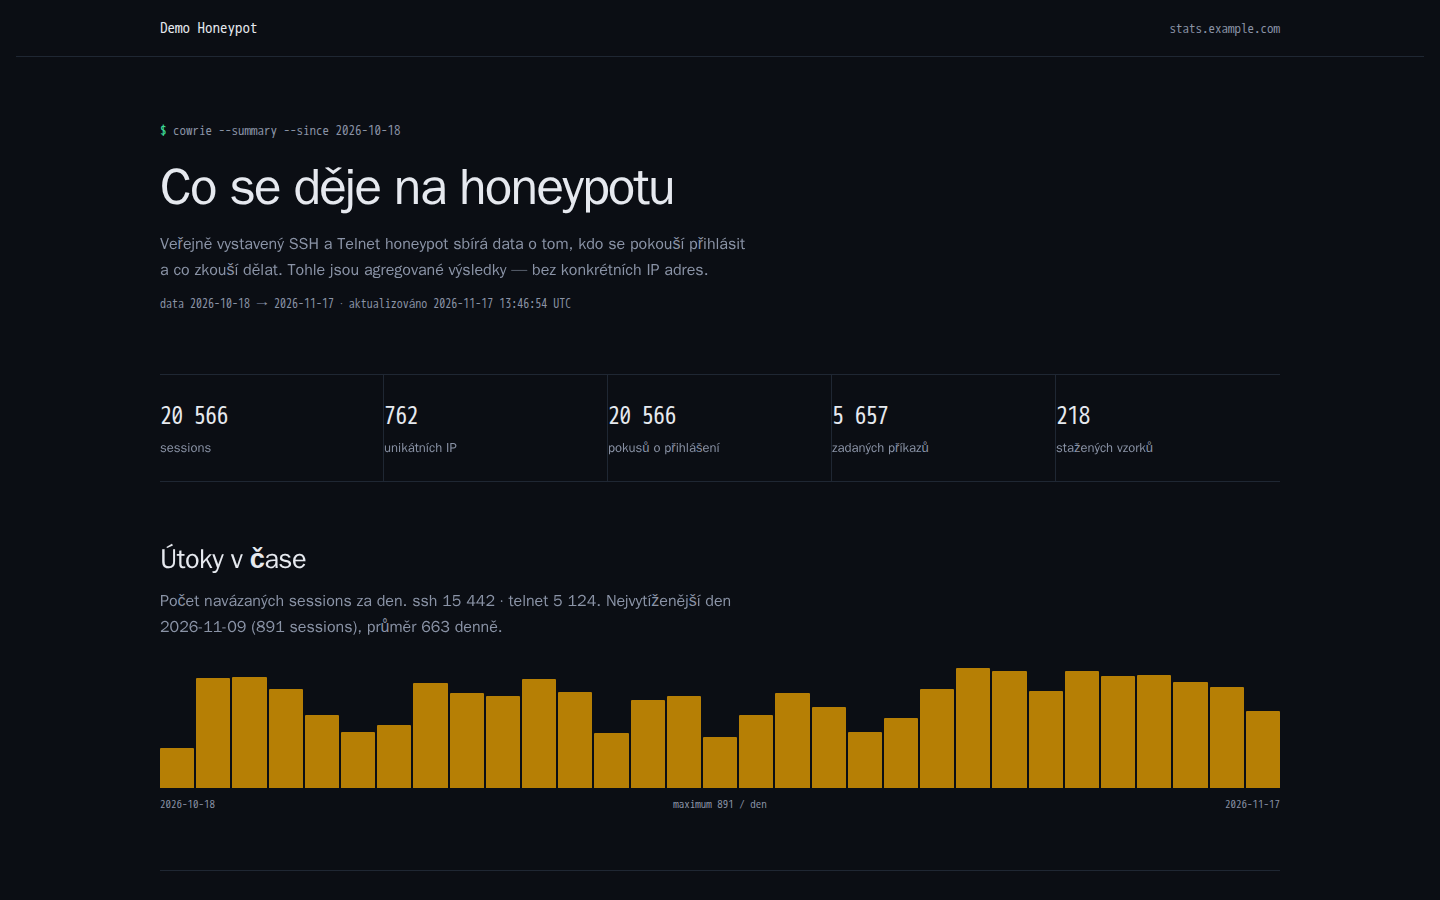 Demo Honeypot
stats.example.com
$ cowrie --summary --since 2026-10-18
Co se děje na honeypotu
Veřejně vystavený SSH a Telnet honeypot sbírá data o tom, kdo se pokouší přihlásit
a co zkouší dělat. Tohle jsou agregované výsledky — bez konkrétních IP adres.
data 2026-10-18 → 2026-11-17 · aktualizováno 2026-11-17 13:46:54 UTC
20 566
sessions
762
unikátních IP
20 566
pokusů o přihlášení
5 657
zadaných příkazů
218
stažených vzorků
Útoky v čase
Počet navázaných sessions za den. ssh 15 442 · telnet 5 124. Nejvytíženější den
2026-11-09 (891 sessions), průměr 663 denně.
2026-10-18
maximum 891 / den
2026-11-17